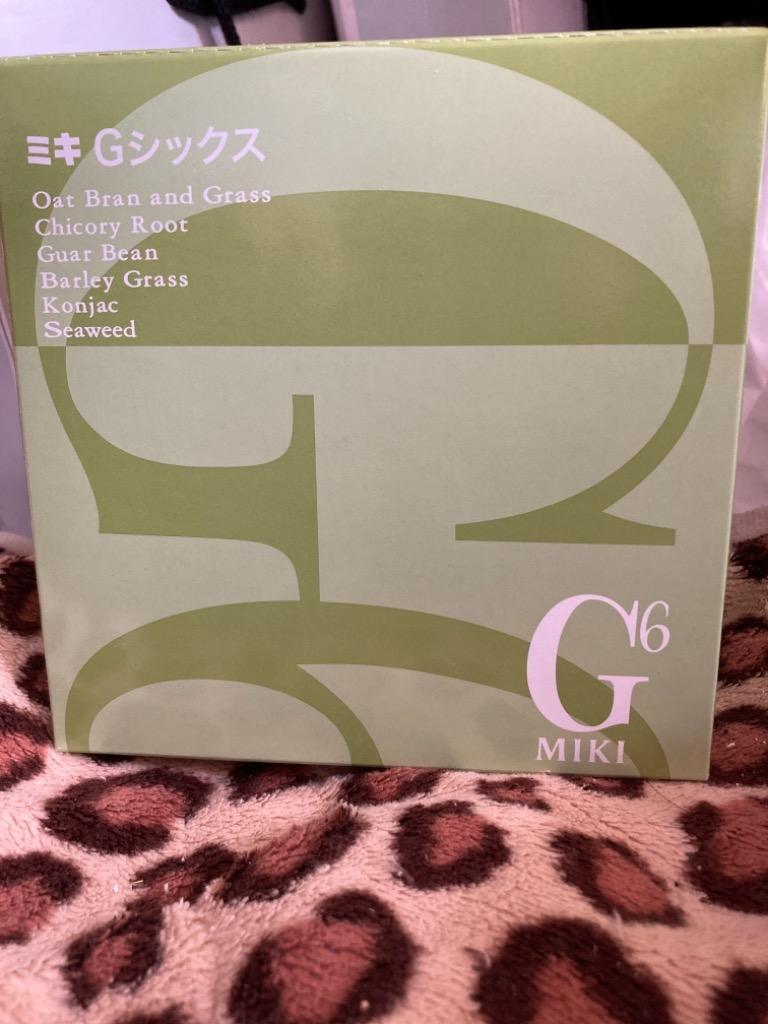 ミキ Gシックス
Oat Bran and Grass
Chicory Root
Guar Bean
Barley Grass
Konjac
Seaweed
G6
MIKI